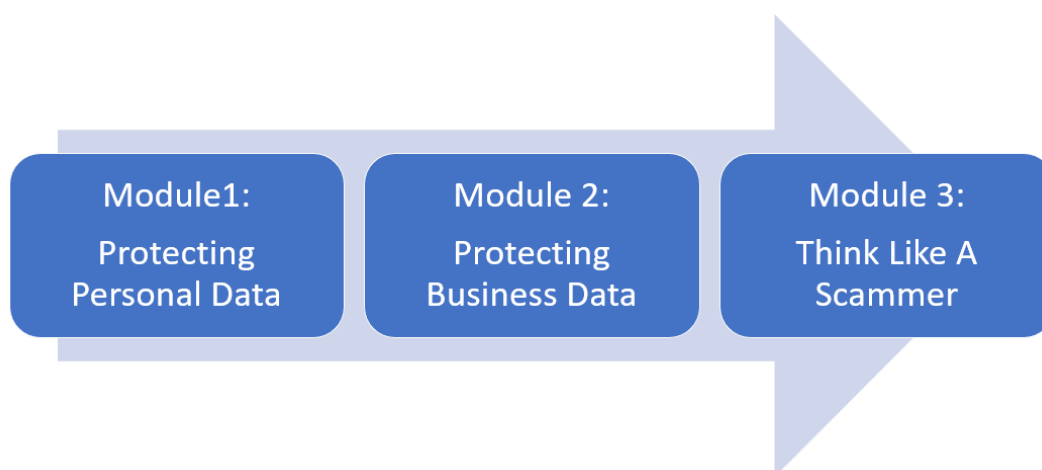 Module1:
Protecting
Personal Data
Module 2:
Protecting
Business Data
Module 3:
Think Like A
Scammer